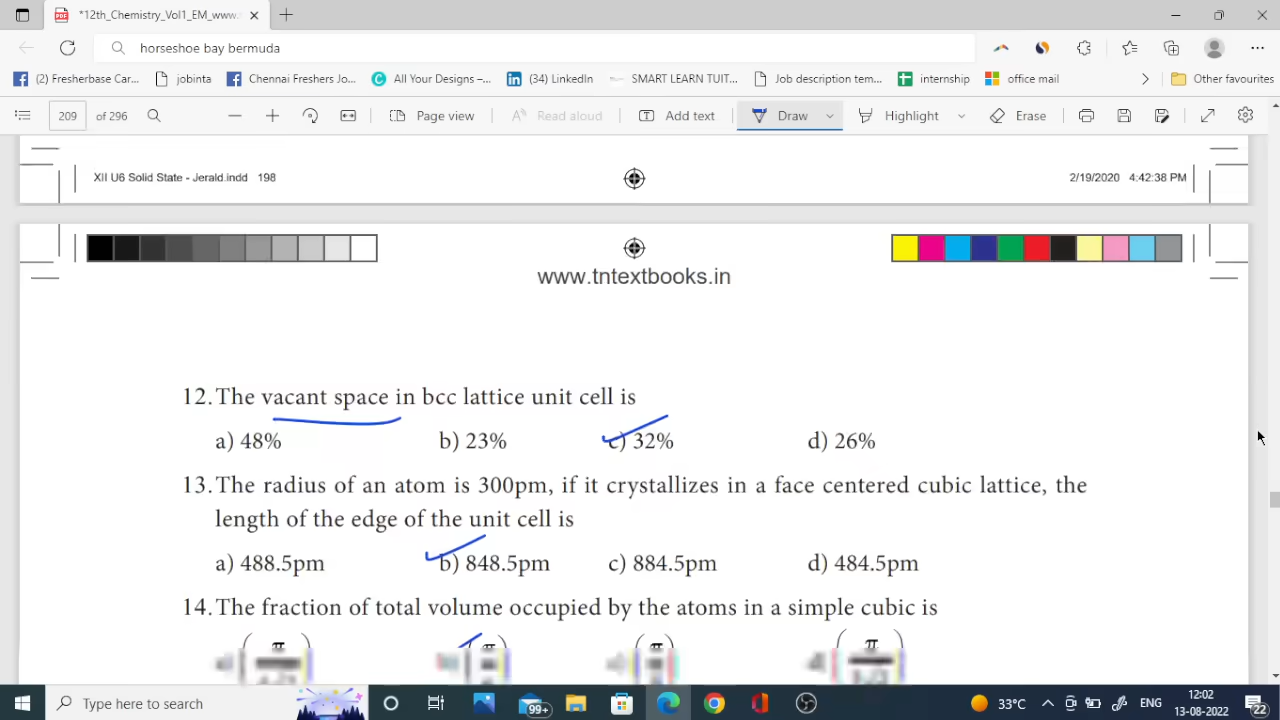 *12th_Chemistry_Vol1_EM_www.
horseshoe bay bermuda
(2) Fresherbase Car... jobinta Chennai Freshers Jo... All Your Designs –... (34) LinkedIn SMART LEARN TUIT... Job description tem... internship office mail Other favourites
209 of 296 Page view Read aloud Add text Draw Highlight Erase
XII U6 Solid State - Jerald.indd 198 2/19/2020 4:42:38 PM
www.tntextbooks.in
12. The vacant space in bcc lattice unit cell is
a) 48% b) 23% c) 32% d) 26%
13. The radius of an atom is 300pm, if it crystallizes in a face centered cubic lattice, the
length of the edge of the unit cell is
a) 488.5pm b) 848.5pm c) 884.5pm d) 484.5pm
14. The fraction of total volume occupied by the atoms in a simple cubic is
π π π π
Type here to search 99+ 33°C ENG 12:02
13-08-2022 22